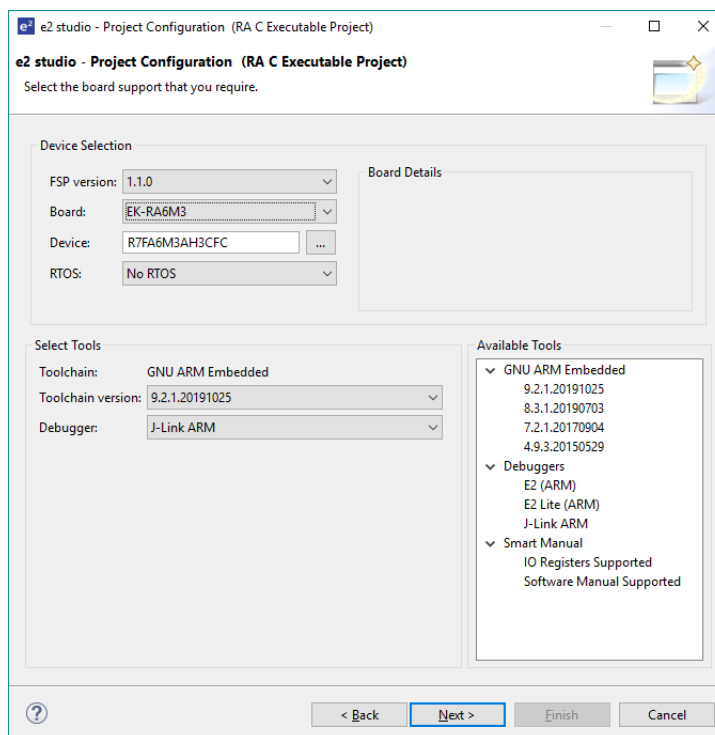 e² e2 studio - Project Configuration (RA C Executable Project)
e2 studio - Project Configuration (RA C Executable Project)
Select the board support that you require.
Device Selection
FSP version: 1.1.0
Board: EK-RA6M3
Device: R7FA6M3AH3CFC ...
RTOS: No RTOS
Board Details
Select Tools
Toolchain: GNU ARM Embedded
Toolchain version: 9.2.1.20191025
Debugger: J-Link ARM
Available Tools
GNU ARM Embedded
9.2.1.20191025
8.3.1.20190703
7.2.1.20170904
4.9.3.20150529
Debuggers
E2 (ARM)
E2 Lite (ARM)
J-Link ARM
Smart Manual
IO Registers Supported
Software Manual Supported
? < Back Next > Finish Cancel